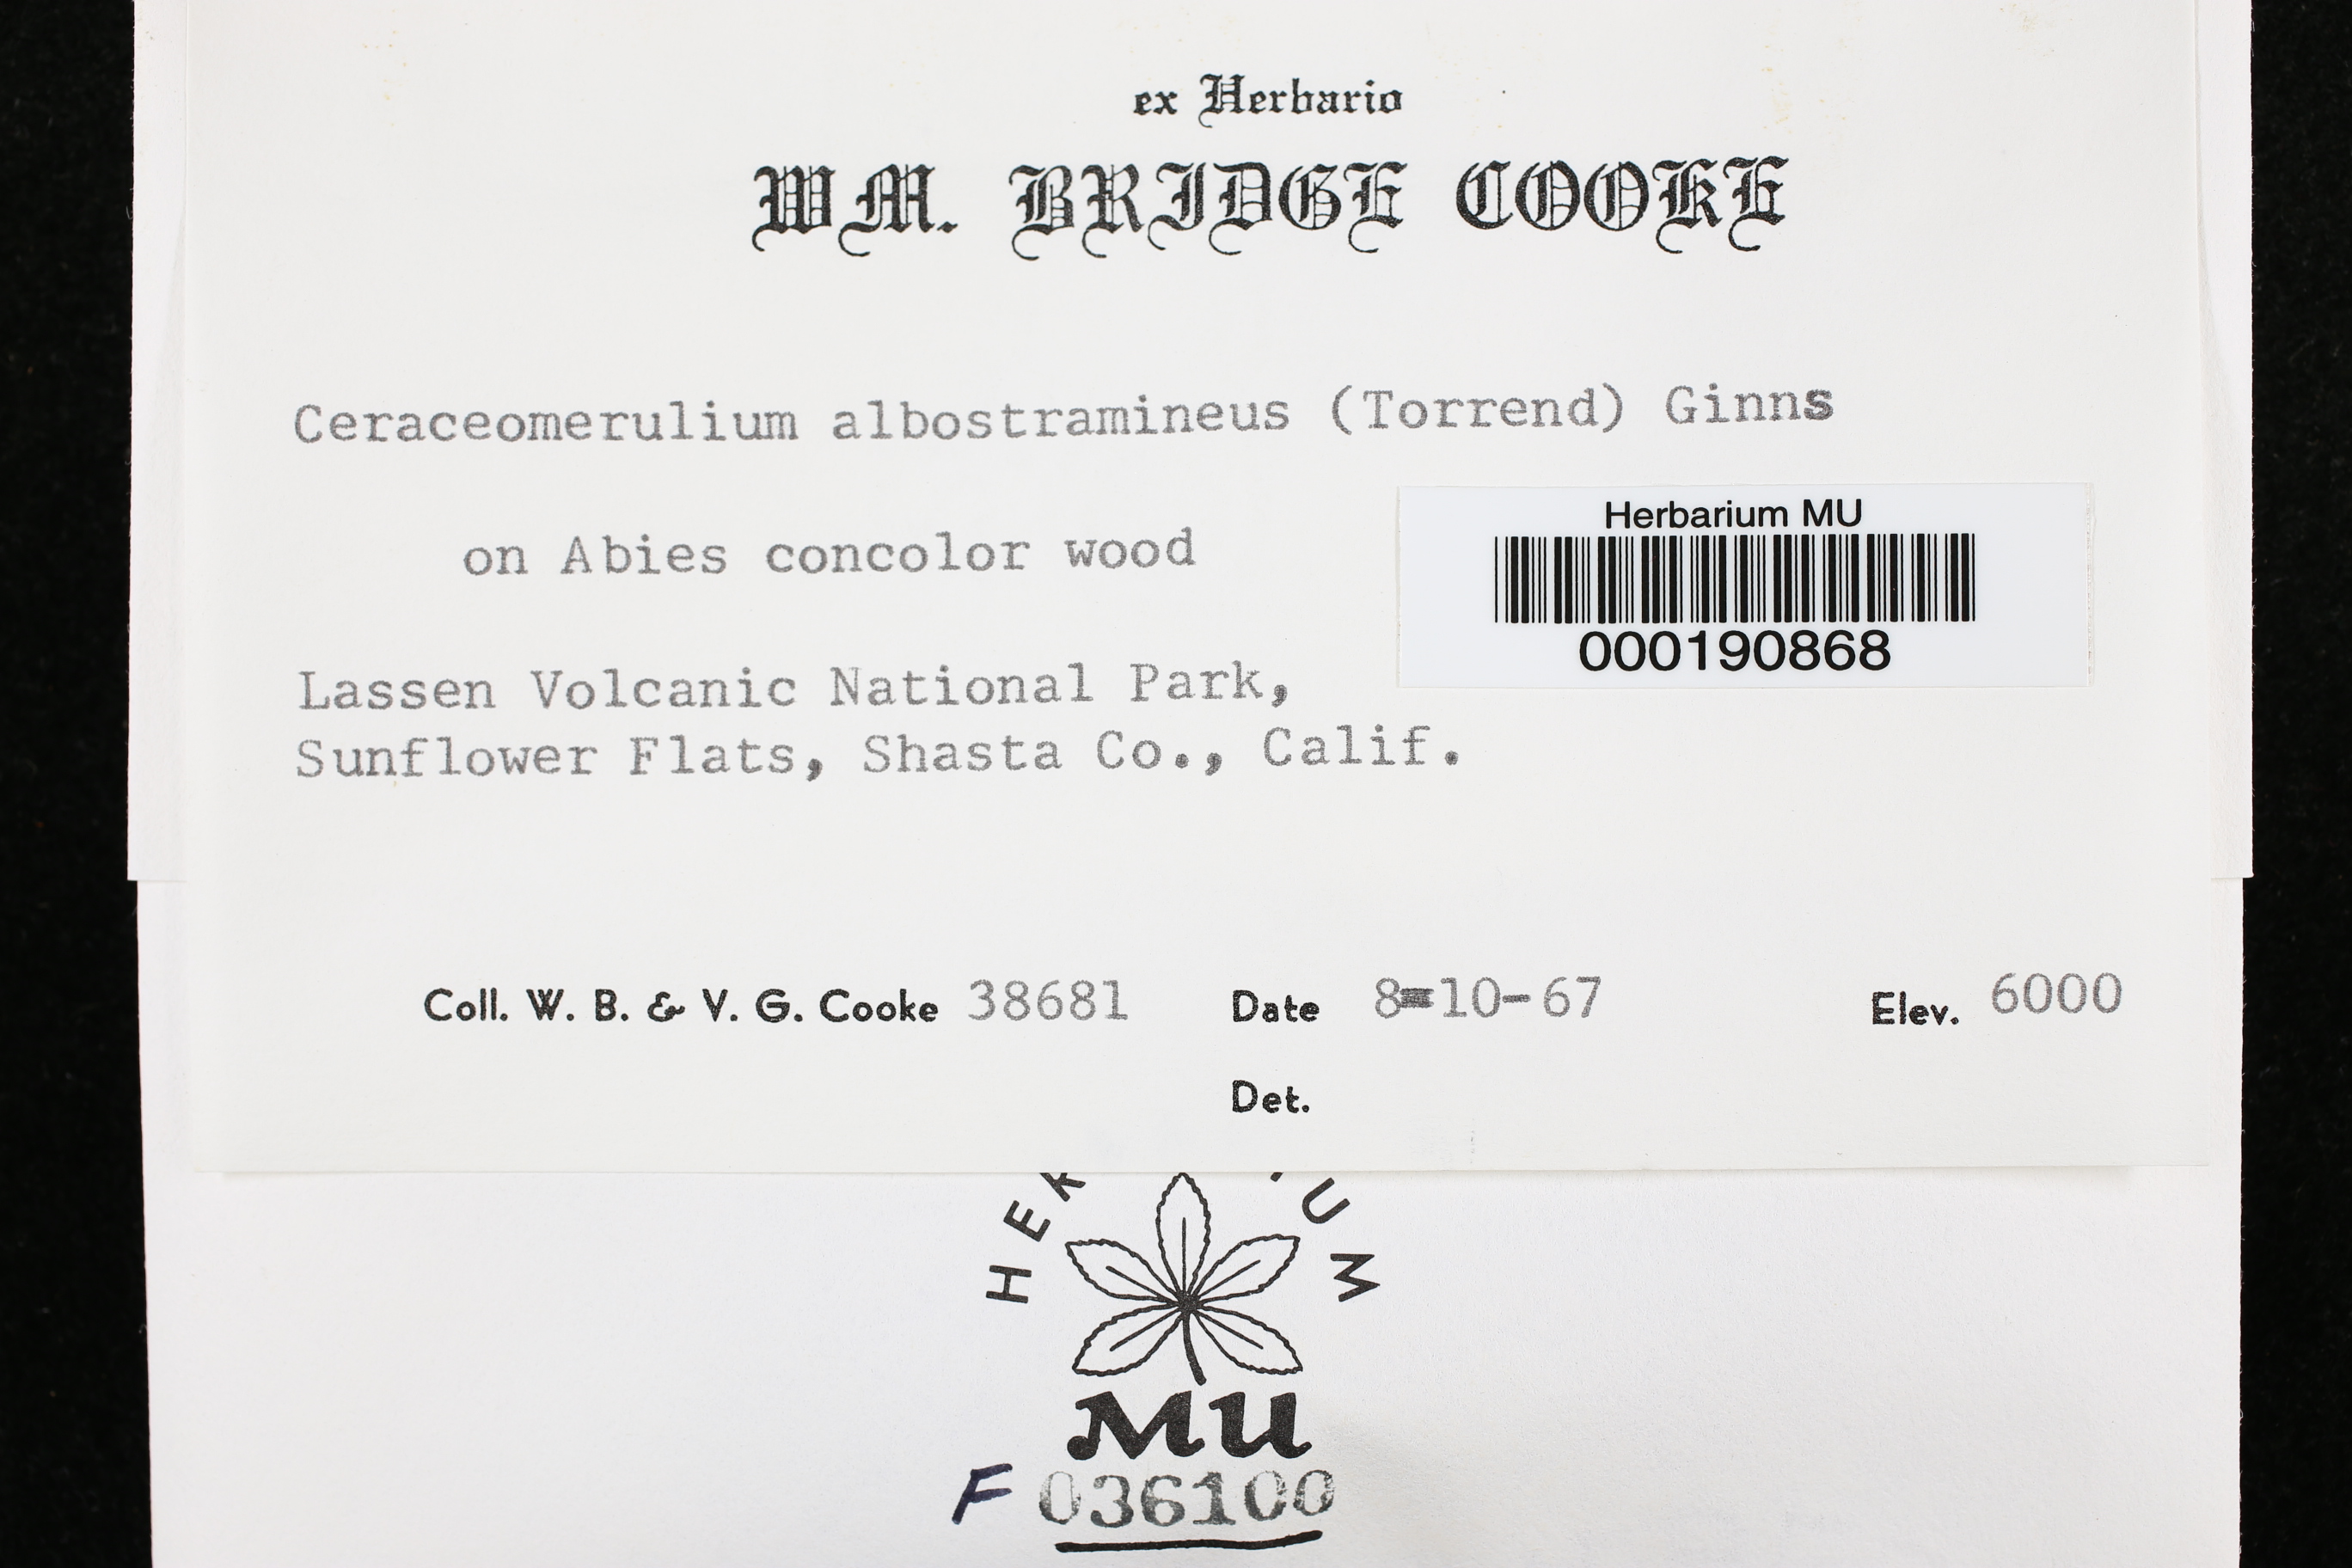 ex Herbario
WM. BRIDGE COOKE
Ceraceomerulium albostramineus (Torrend) Ginns
on Abies concolor wood
Herbarium MU
000190868
Lassen Volcanic National Park,
Sunflower Flats, Shasta Co., Calif.
Coll. W. B. & V. G. Cooke 38681 Date 8-10-67 Elev. 6000
Det.
MU
F 036100